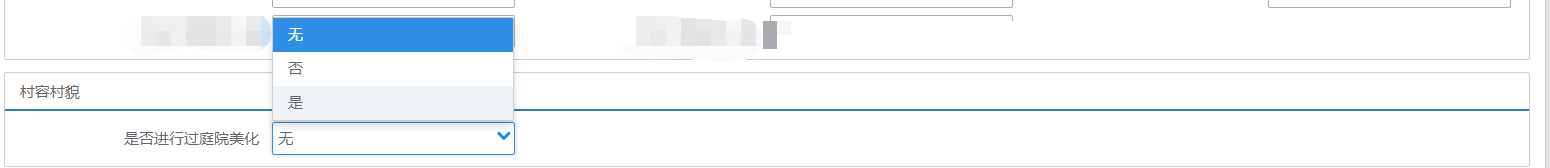 无
否
是
村容村貌
是否进行过庭院美化 无